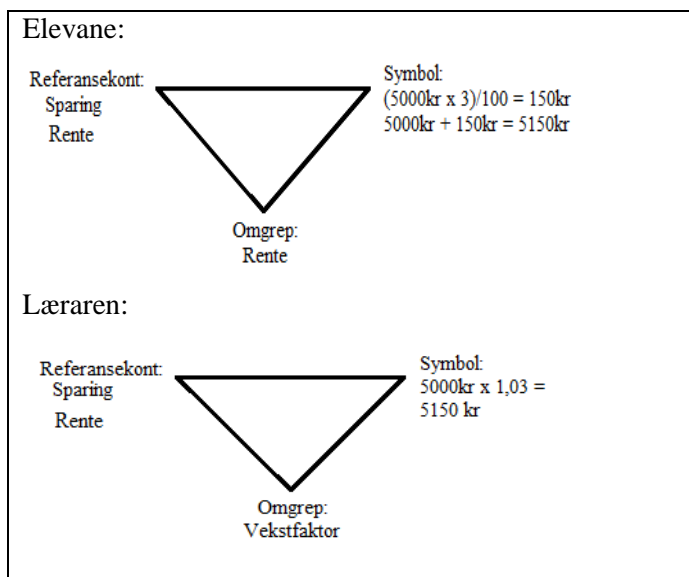 Elevane:
Referansekont:
Sparing
Rente
Symbol:
(5000kr x 3)/100 = 150kr
5000kr + 150kr = 5150kr
Omgrep:
Rente
Læraren:
Referansekont:
Sparing
Rente
Symbol:
5000kr x 1,03 =
5150 kr
Omgrep:
Vekstfaktor